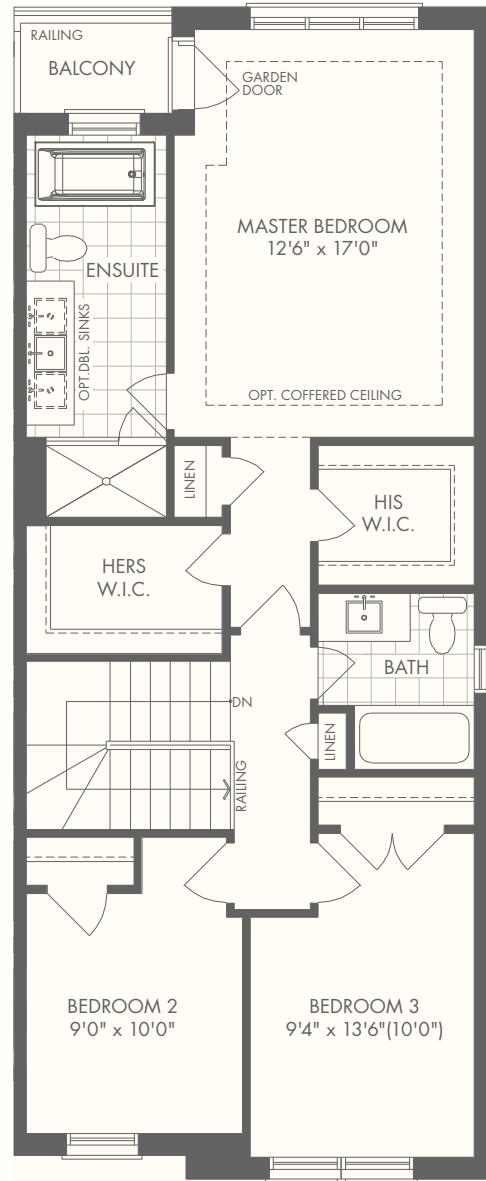 RAILING
BALCONY
GARDEN
DOOR
MASTER BEDROOM
12'6" x 17'0"
ENSUITE
OPT.DBL. SINKS
OPT. COFFERED CEILING
LINEN
HIS
W.I.C.
HERS
W.I.C.
BATH
DN
LINEN
RAILING
BEDROOM 2
9'0" x 10'0"
BEDROOM 3
9'4" x 13'6"(10'0")